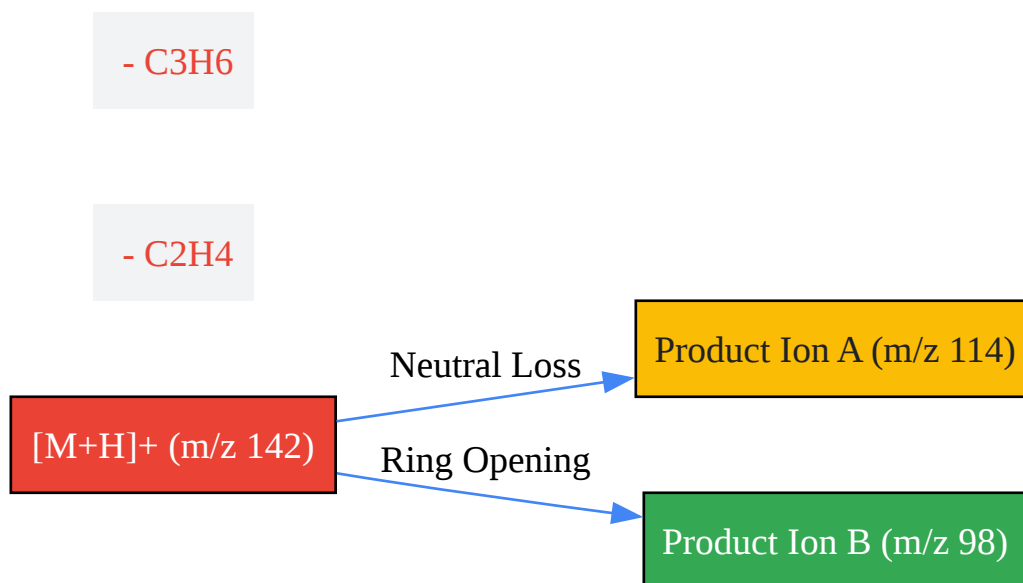 - C3H6
- C2H4
Neutral Loss
Product Ion A (m/z 114)
[M+H]+ (m/z 142)
Ring Opening
Product Ion B (m/z 98)